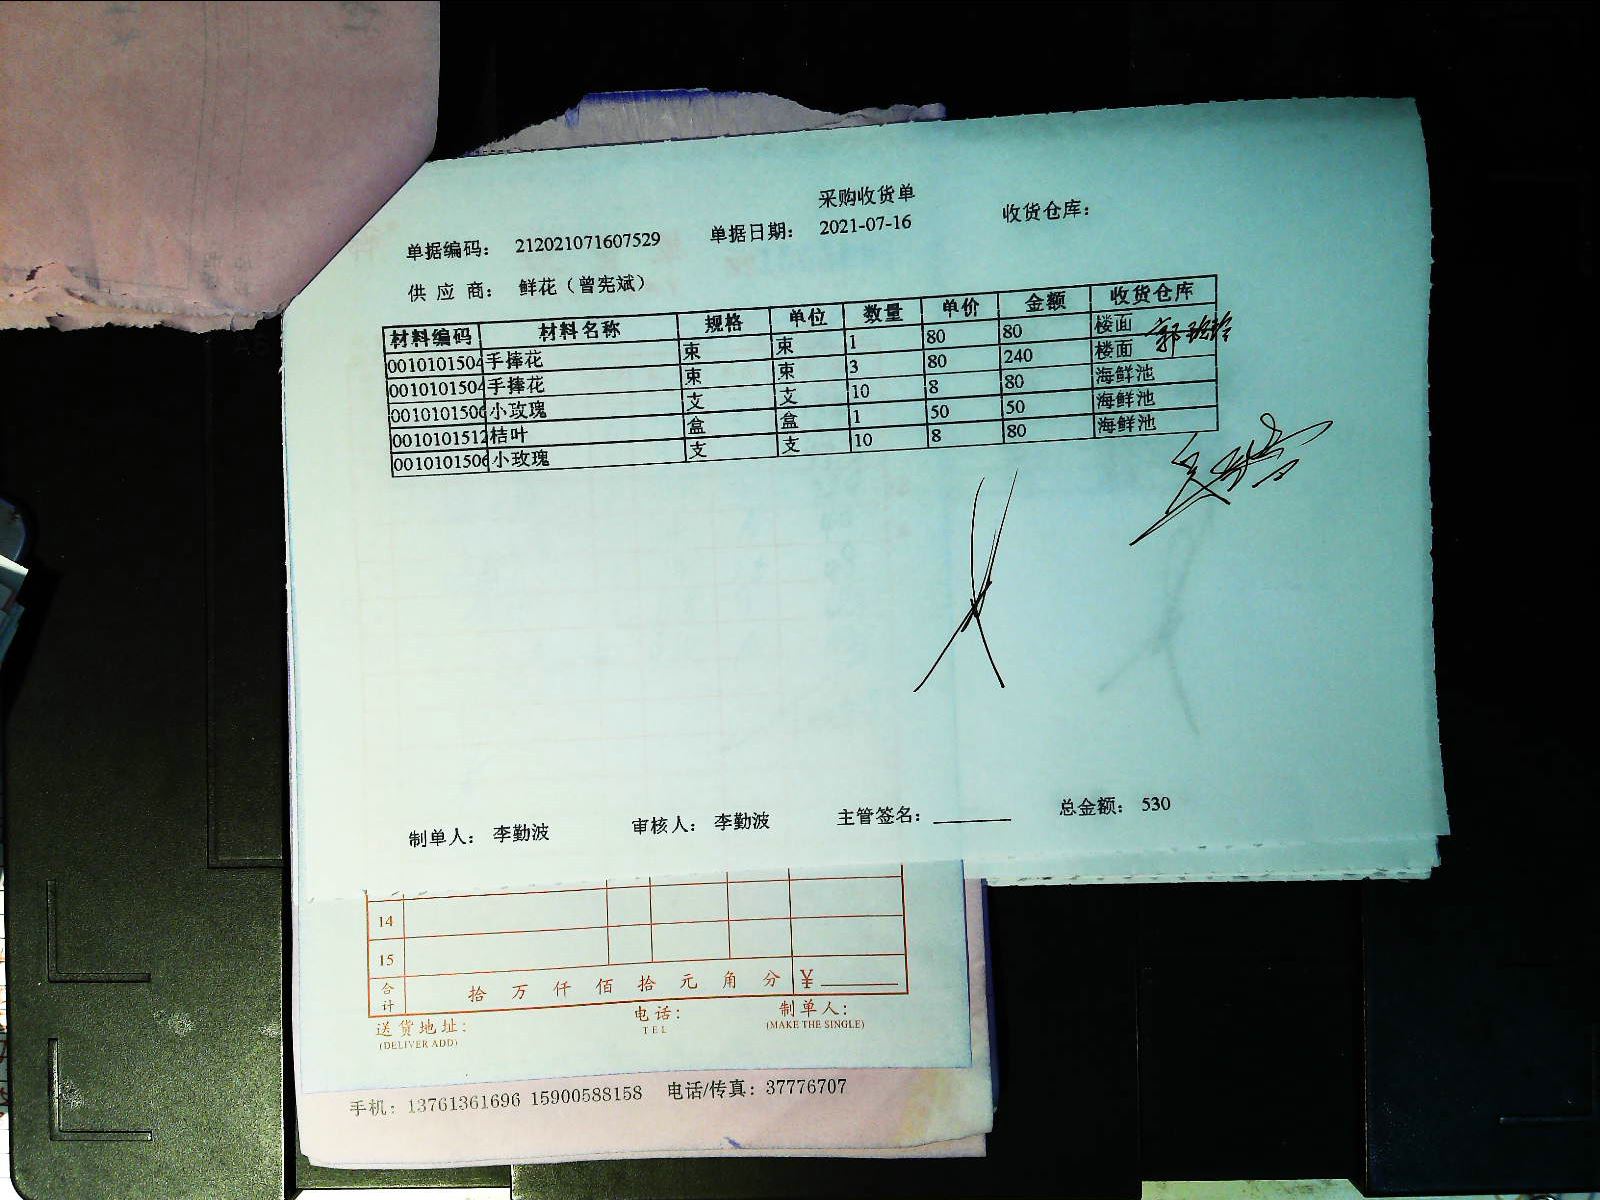 采购收货单
单据编码： 212021071607529 单据日期： 2021-07-16 收货仓库：
供 应 商： 鲜花（曾宪斌）
材料编码 材料名称 规格 单位 数量 单价 金额 收货仓库
0010101504 手捧花 束 束 1 80 80 楼面
0010101504 手捧花 束 束 3 80 240 楼面
0010101506 小玫瑰 支 支 10 8 80 海鲜池
0010101512 桔叶 盒 盒 1 50 50 海鲜池
0010101506 小玫瑰 支 支 10 8 80 海鲜池
制单人： 李勤波 审核人： 李勤波 主管签名： 总金额： 530
14
15
合计 拾 万 仟 佰 拾 元 角 分 ¥
送货地址: 电话: 制单人:
(DELIVER ADD) TEL (MAKE THE SINGLE)
手机: 13761361696 15900588158 电话/传真: 37776707